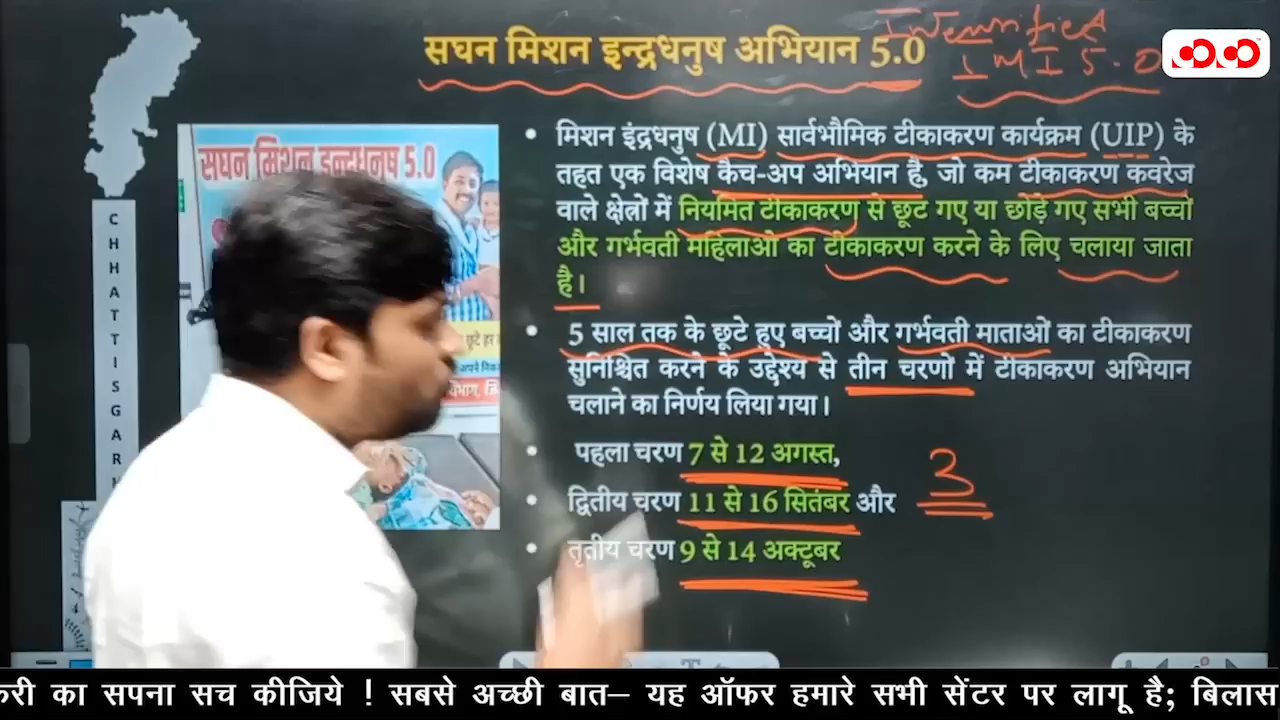 सघन मिशन इन्द्रधनुष अभियान 5.0
Intensified
IMI 5.0
CHHATTISGARH
सघन मिशन इन्द्रधनुष 5.0
• मिशन इंद्रधनुष (MI) सार्वभौमिक टीकाकरण कार्यक्रम (UIP) के
तहत एक विशेष कैच-अप अभियान है, जो कम टीकाकरण कवरेज
वाले क्षेत्रों में नियमित टीकाकरण से छूट गए या छोड़े गए सभी बच्चों
और गर्भवती महिलाओं का टीकाकरण करने के लिए चलाया जाता
है।
• 5 साल तक के छूटे हुए बच्चों और गर्भवती माताओं का टीकाकरण
सुनिश्चित करने के उद्देश्य से तीन चरणों में टीकाकरण अभियान
चलाने का निर्णय लिया गया।
• पहला चरण 7 से 12 अगस्त,
• द्वितीय चरण 11 से 16 सितंबर और
3
• तृतीय चरण 9 से 14 अक्टूबर
का सपना सच कीजिये ! सबसे अच्छी बात– यह ऑफर हमारे सभी सेंटर पर लागू है;